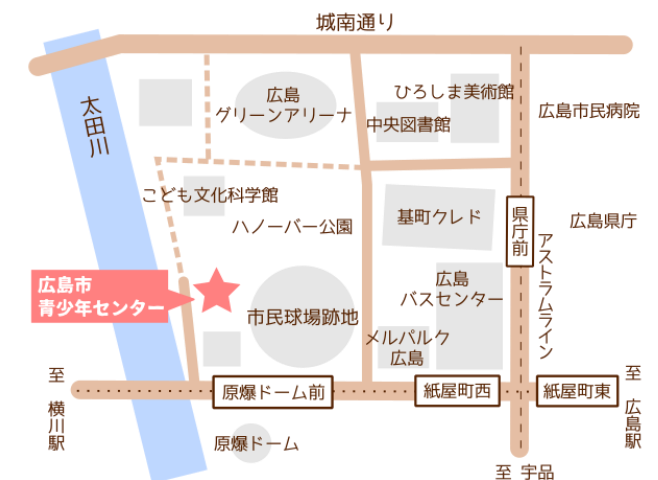 城南通り
太田川
広島
グリーンアリーナ
ひろしま美術館
中央図書館
広島市民病院
こども文化科学館
ハノーバー公園
基町クレド
県庁前
広島県庁
アストラムライン
広島市
青少年センター
市民球場跡地
広島
バスセンター
メルパルク
広島
至 横川駅
原爆ドーム前
紙屋町西
紙屋町東
至 広島駅
原爆ドーム
至 宇品